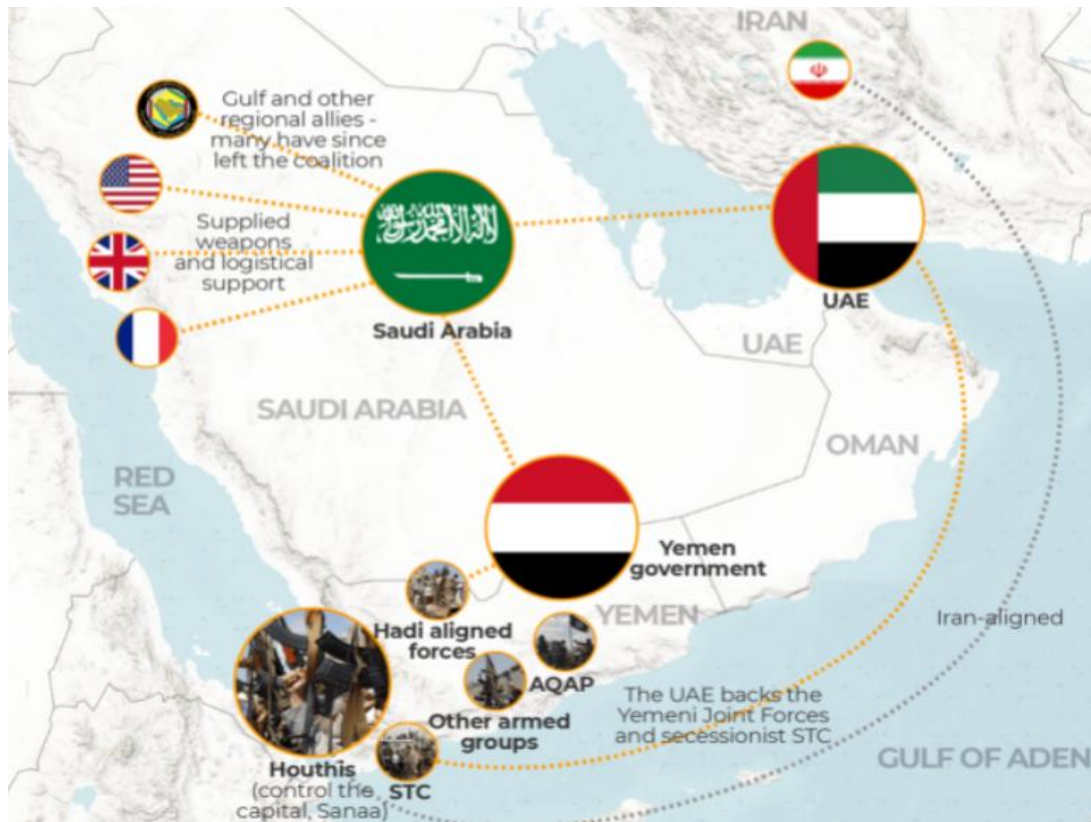 IRAN
Gulf and other
regional allies -
many have since
left the coalition
Supplied
weapons
and logistical
support
Saudi Arabia
UAE
UAE
SAUDI ARABIA
OMAN
RED
SEA
Yemen
government
YEMEN
Hadi aligned
forces
AQAP
Iran-aligned
Other armed
groups
The UAE backs the
Yemeni Joint Forces
and secessionist STC
Houthis
(control the
capital, Sanaa)
STC
GULF OF ADEN